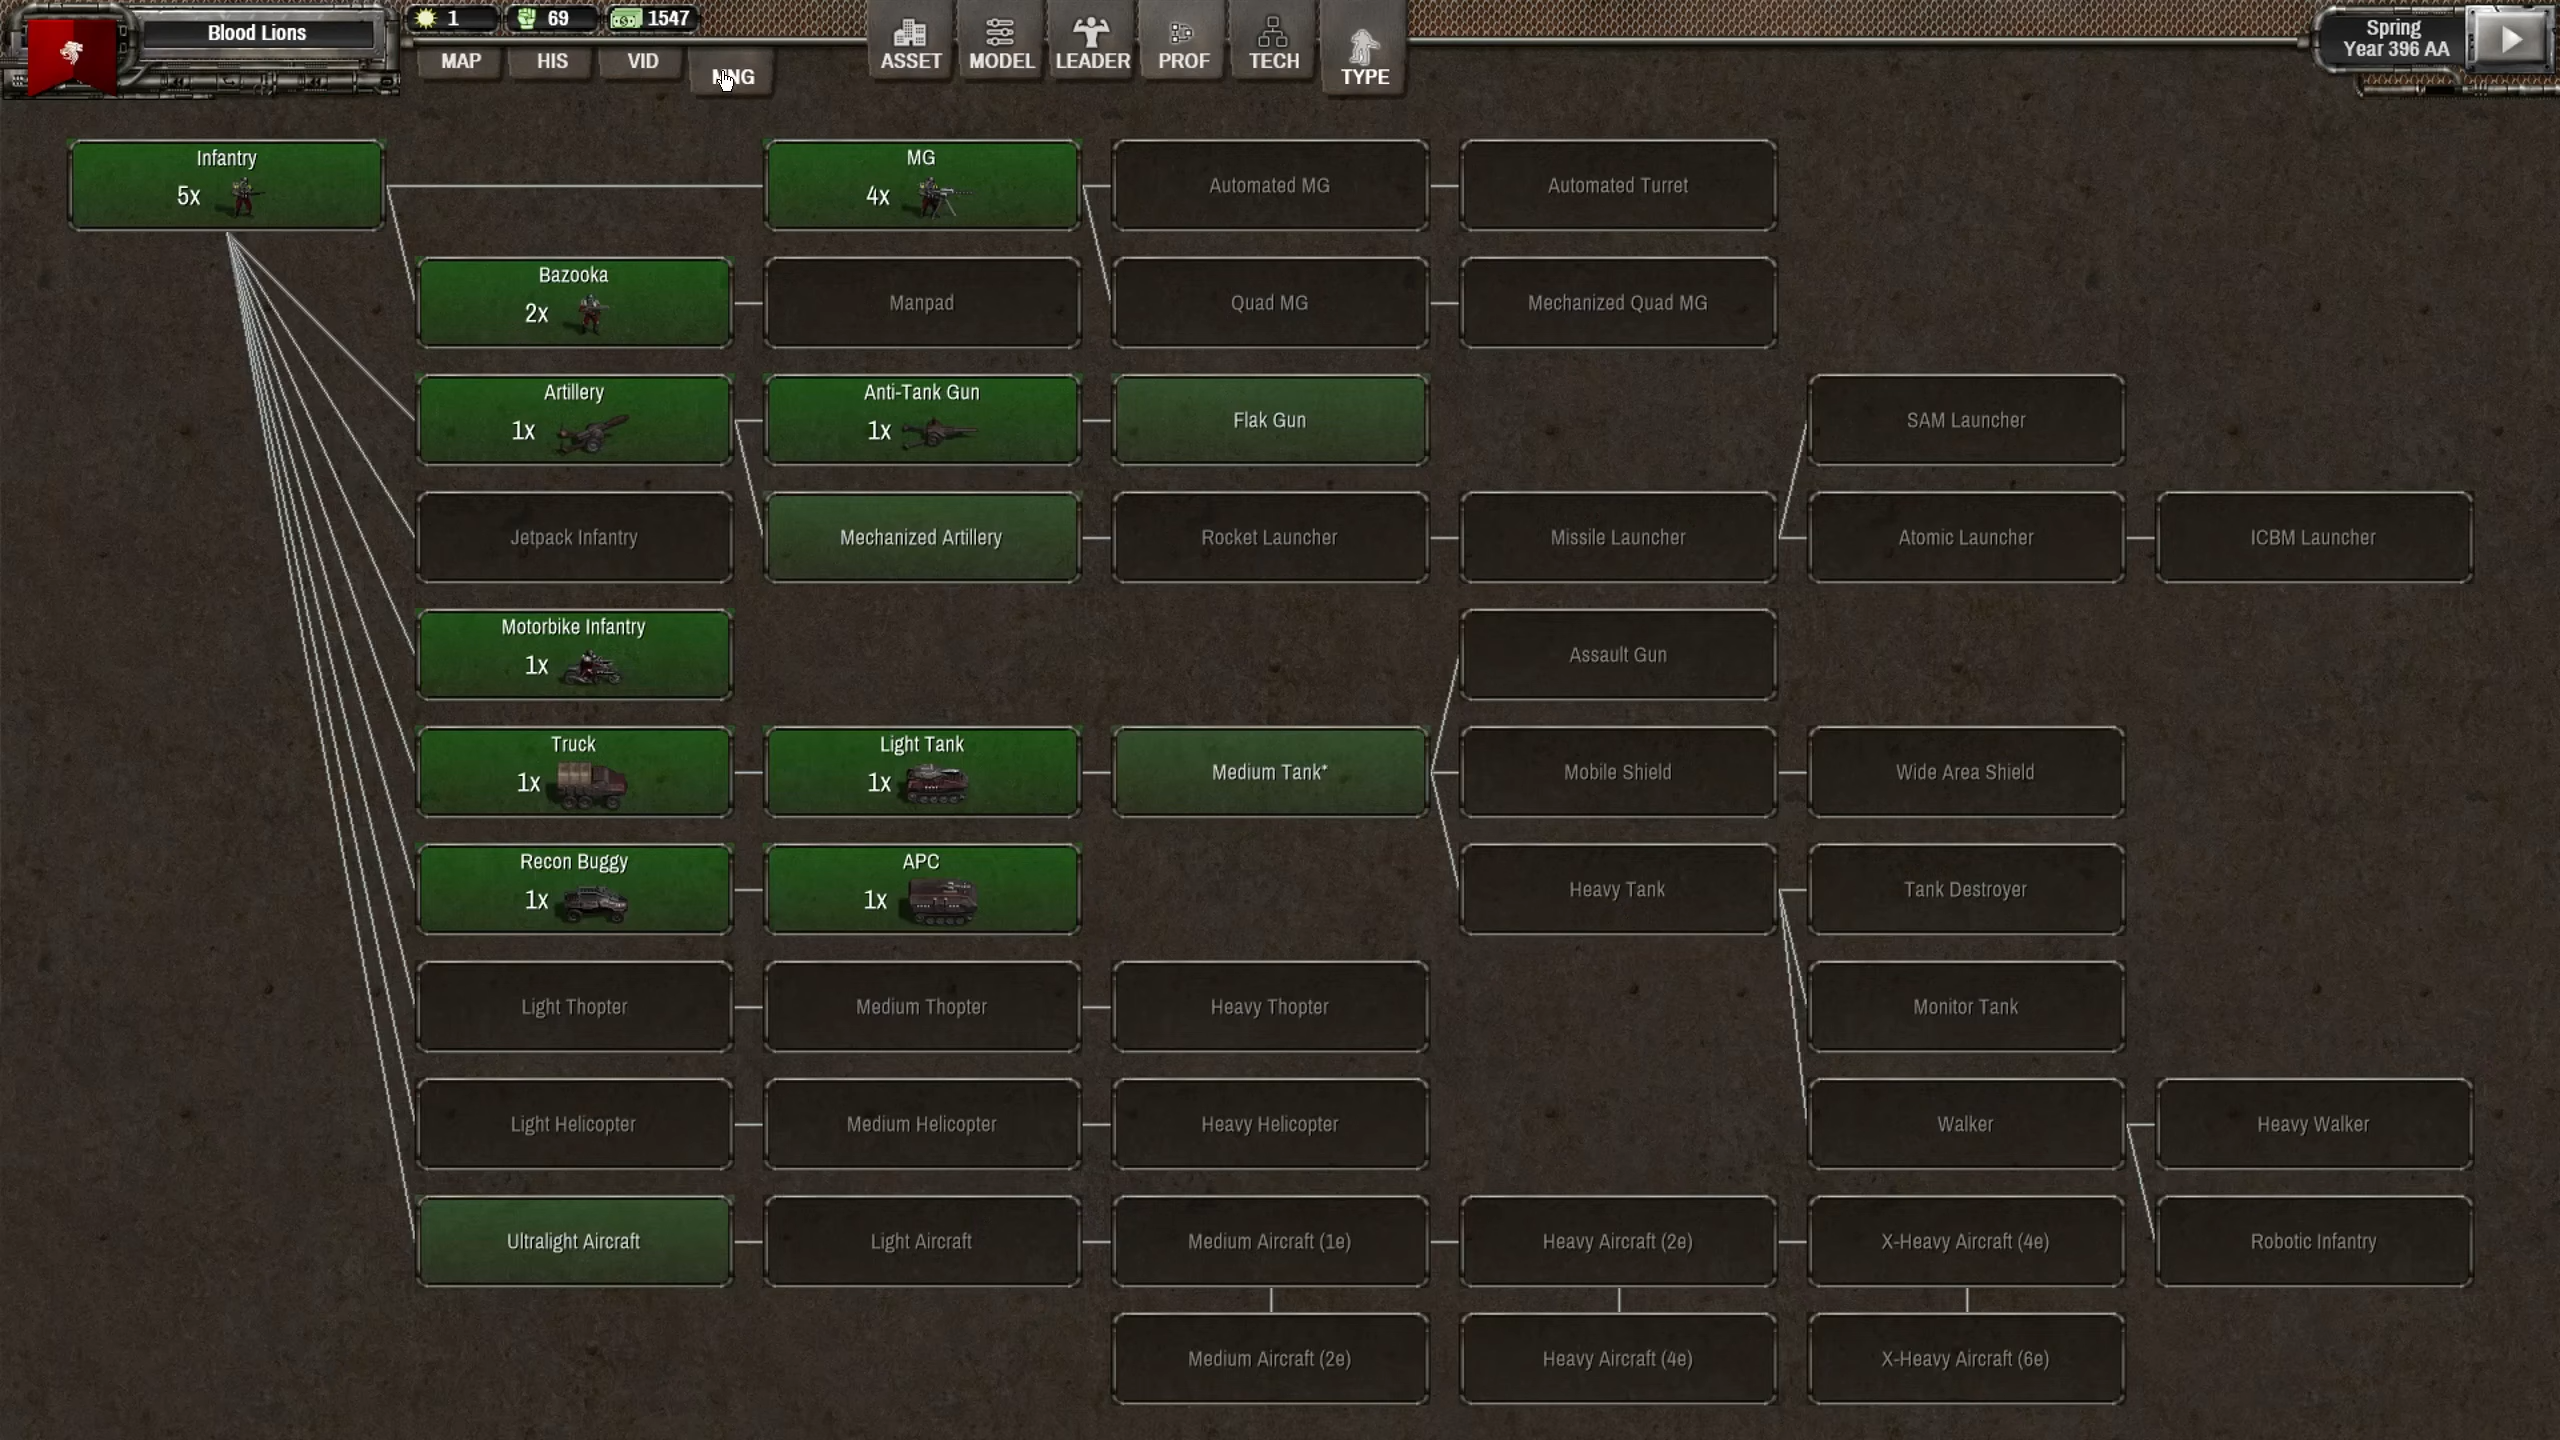 Blood Lions
1
69
1547
MAP
HIS
VID
ASSET
MODEL
LEADER
PROF
TECH
TYPE
Spring
Year 396 AA
Infantry
5x
MG
4x
Automated MG
Automated Turret
Bazooka
2x
Manpad
Quad MG
Mechanized Quad MG
Artillery
1x
Anti-Tank Gun
1x
Flak Gun
SAM Launcher
Jetpack Infantry
Mechanized Artillery
Rocket Launcher
Missile Launcher
Atomic Launcher
ICBM Launcher
Motorbike Infantry
1x
Assault Gun
Truck
1x
Light Tank
1x
Medium Tank*
Mobile Shield
Wide Area Shield
Recon Buggy
1x
APC
1x
Heavy Tank
Tank Destroyer
Light Thopter
Medium Thopter
Heavy Thopter
Monitor Tank
Light Helicopter
Medium Helicopter
Heavy Helicopter
Walker
Heavy Walker
Ultralight Aircraft
Light Aircraft
Medium Aircraft (1e)
Heavy Aircraft (2e)
X-Heavy Aircraft (4e)
Robotic Infantry
Medium Aircraft (2e)
Heavy Aircraft (4e)
X-Heavy Aircraft (6e)